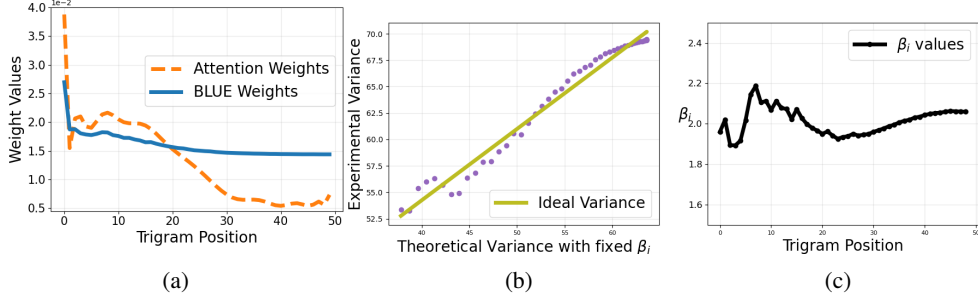 1e−2
4.0
3.5
3.0
2.5
2.0
1.5
1.0
0.5
0
10
20
30
40
50
Weight Values
Trigram Position
Attention Weights
BLUE Weights
(a)
70.0
67.5
65.0
62.5
60.0
57.5
55.0
52.5
40
45
50
55
60
Experimental Variance
Theoretical Variance with fixed βᵢ
Ideal Variance
(b)
2.4
2.2
2.0
1.8
1.6
0
10
20
30
40
50
βᵢ
Trigram Position
βᵢ values
(c)